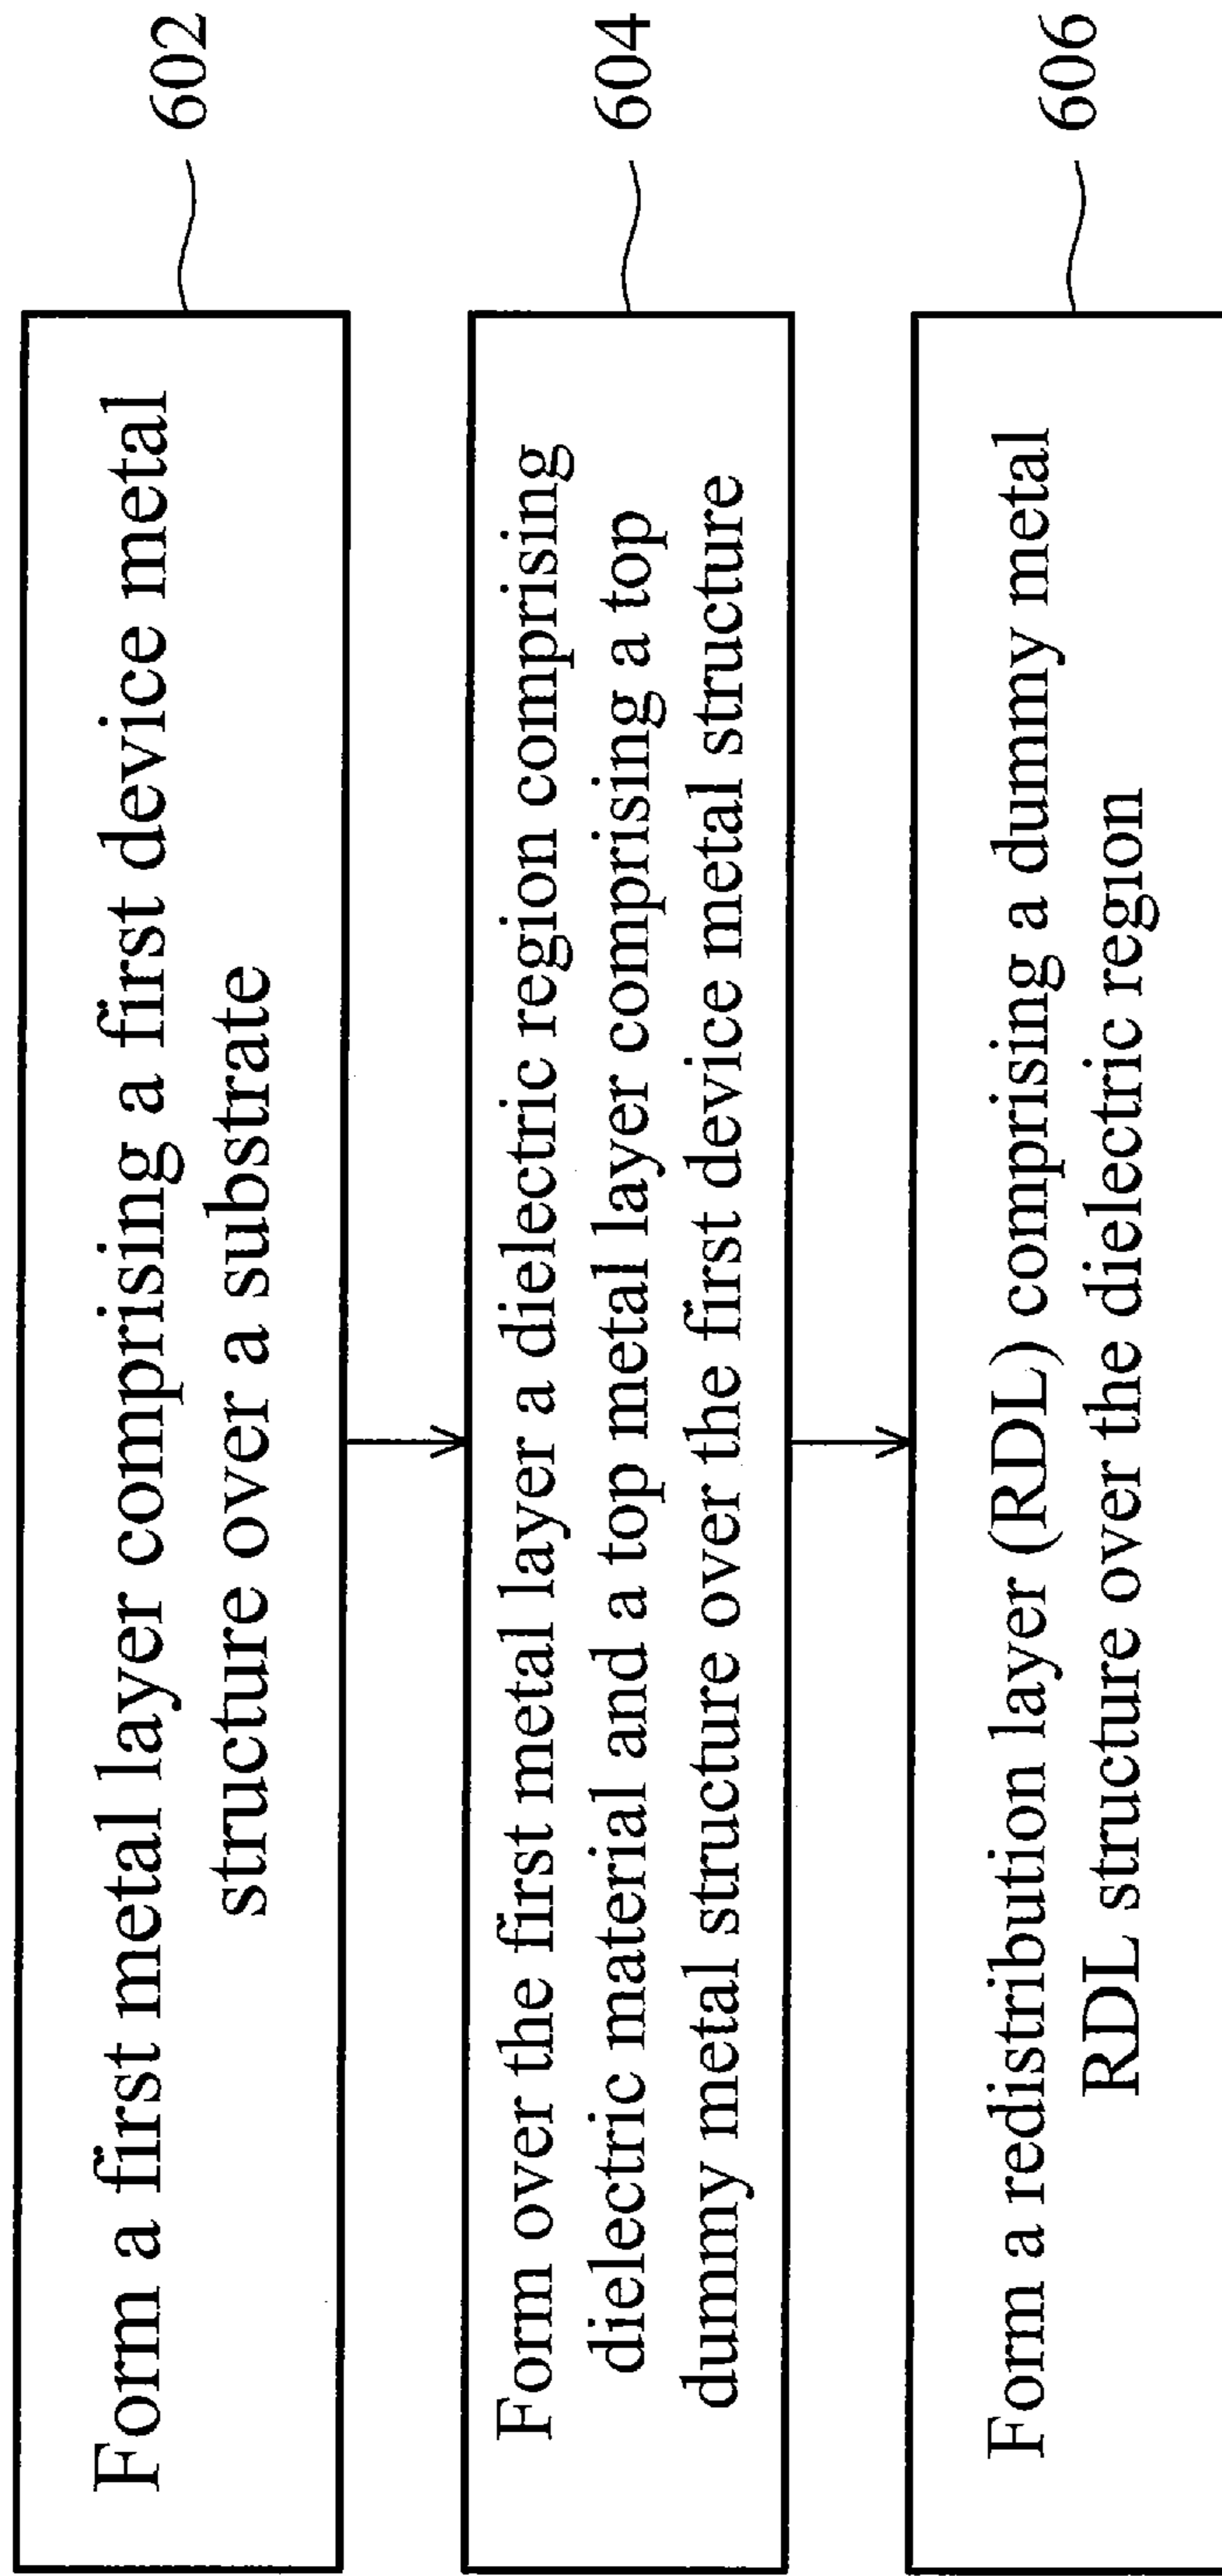 Form a first metal layer comprising a first device metal
structure over a substrate
602
Form over the first metal layer a dielectric region comprising
dielectric material and a top metal layer comprising a top
dummy metal structure over the first device metal structure
604
Form a redistribution layer (RDL) comprising a dummy metal
RDL structure over the dielectric region
606